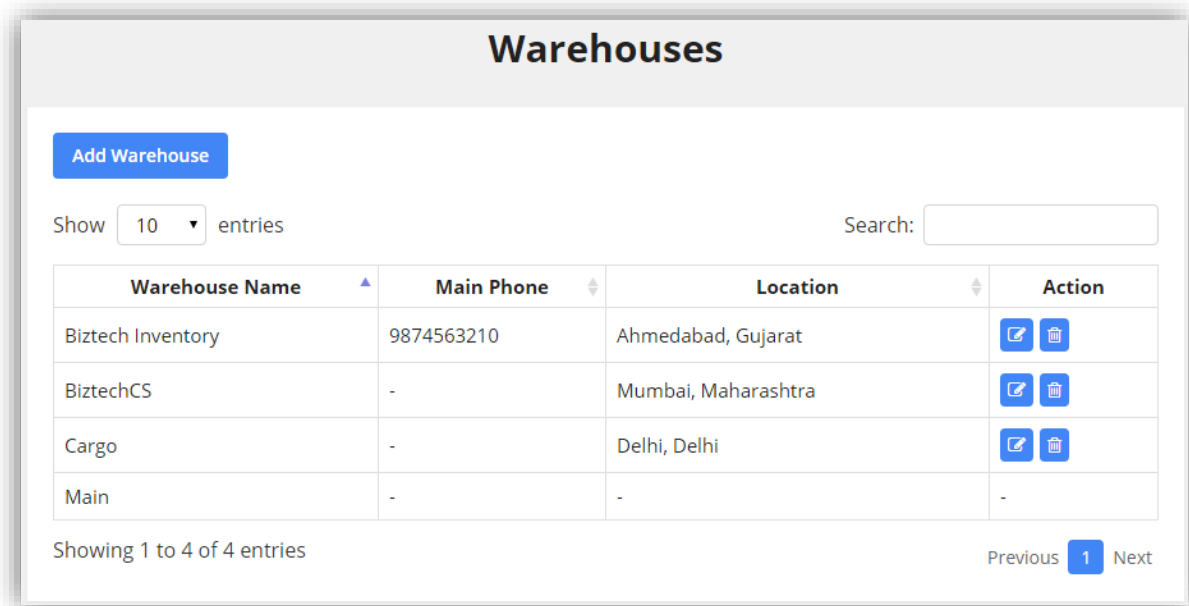 Warehouses
Add Warehouse
Show 10 entries Search:
Warehouse Name Main Phone Location Action
Biztech Inventory 9874563210 Ahmedabad, Gujarat
BiztechCS - Mumbai, Maharashtra
Cargo - Delhi, Delhi
Main - - -
Showing 1 to 4 of 4 entries
Previous 1 Next